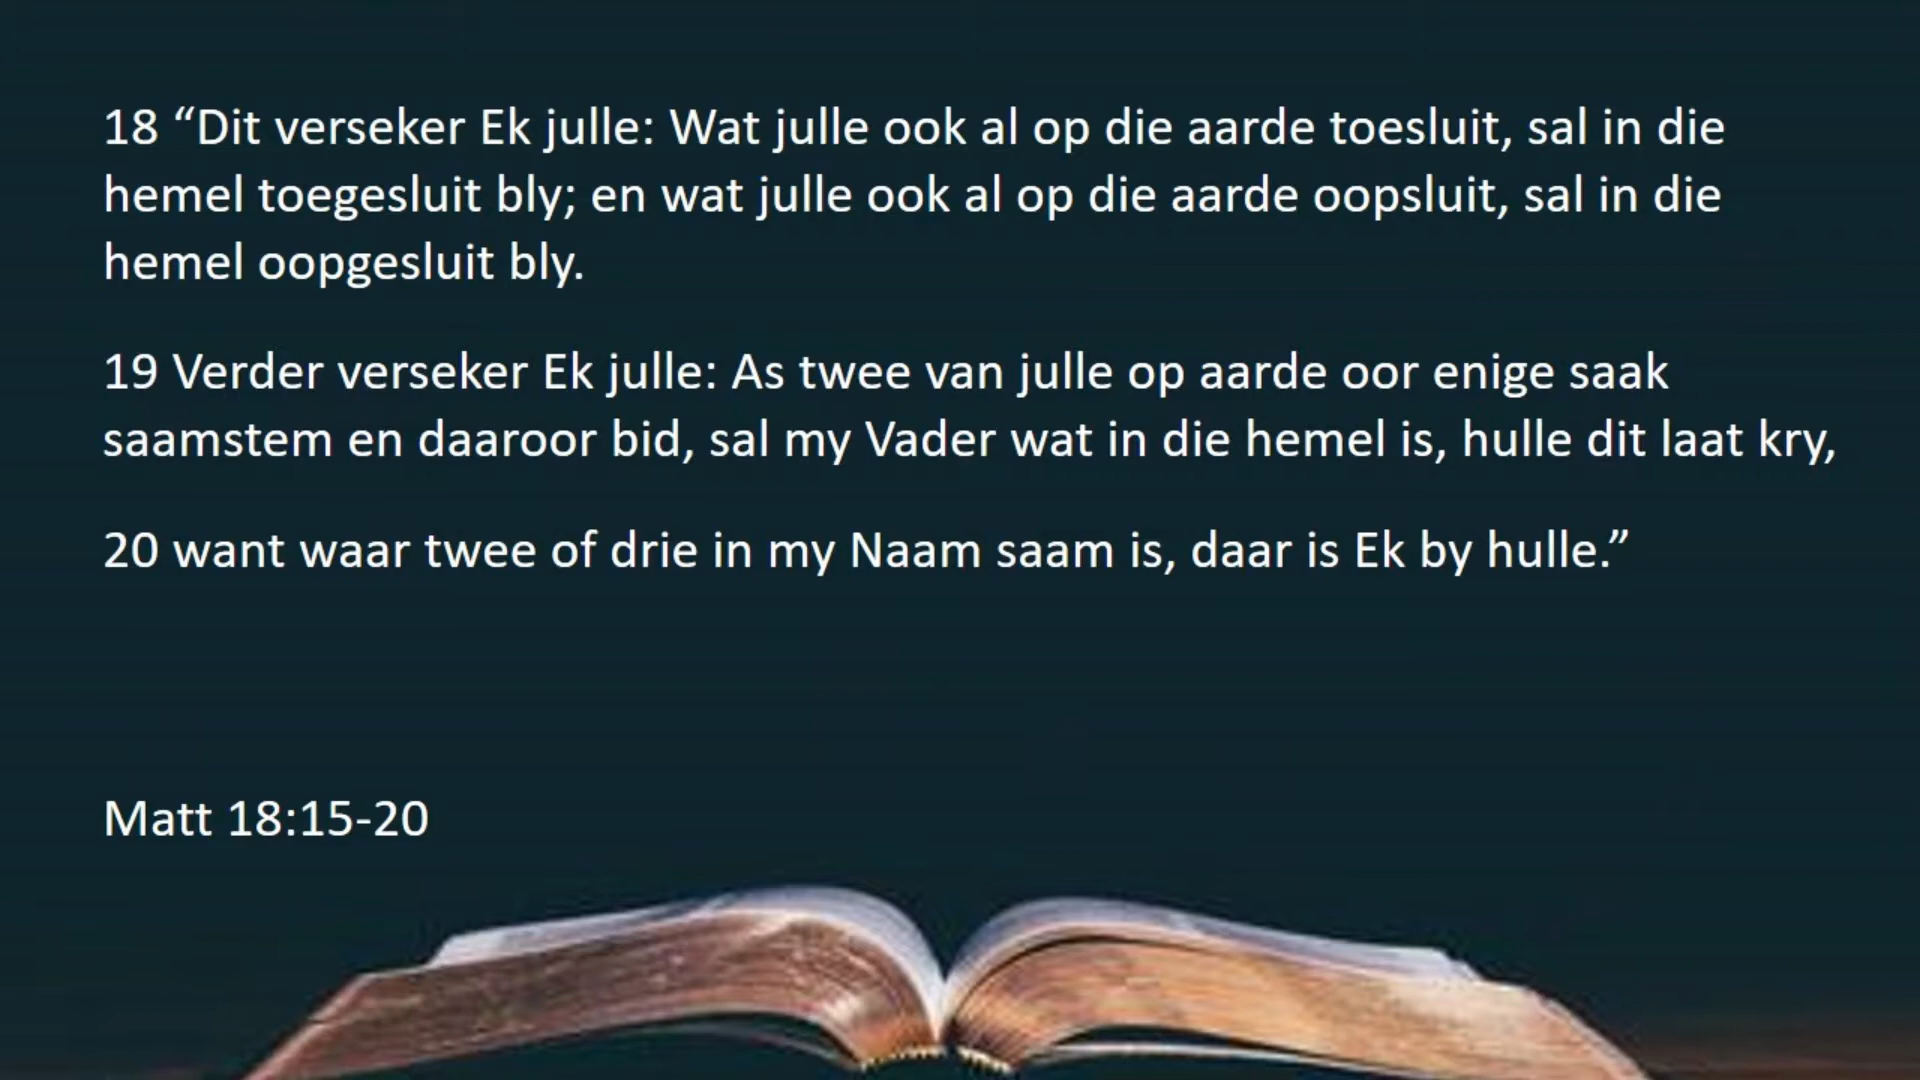 18 “Dit verseker Ek julle: Wat julle ook al op die aarde toesluit, sal in die
hemel toegesluit bly; en wat julle ook al op die aarde oopsluit, sal in die
hemel oopgesluit bly.
19 Verder verseker Ek julle: As twee van julle op aarde oor enige saak
saamstem en daaroor bid, sal my Vader wat in die hemel is, hulle dit laat kry,
20 want waar twee of drie in my Naam saam is, daar is Ek by hulle.”
Matt 18:15-20